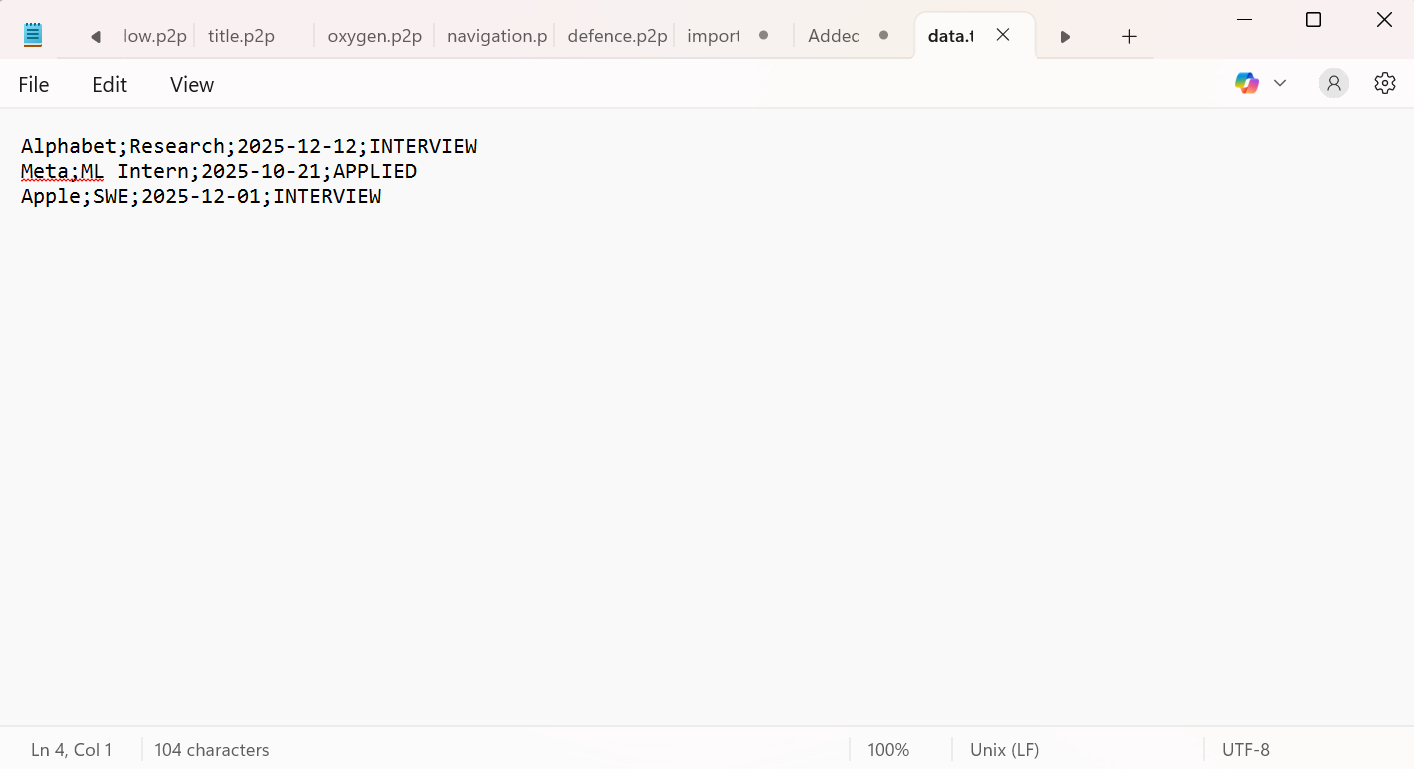 low.p2p title.p2p oxygen.p2p navigation.p defence.p2p import Addec data.t
File Edit View
Alphabet;Research;2025-12-12;INTERVIEW
Meta;ML Intern;2025-10-21;APPLIED
Apple;SWE;2025-12-01;INTERVIEW
Ln 4, Col 1 104 characters 100% Unix (LF) UTF-8